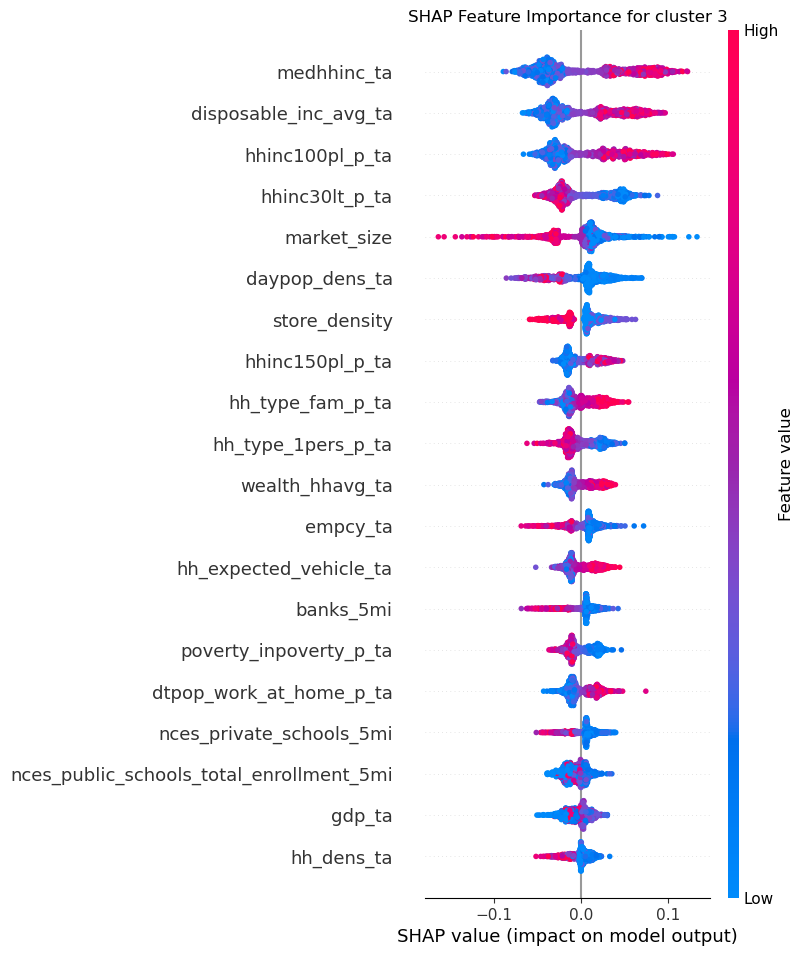 SHAP Feature Importance for cluster 3
High
medhhinc_ta
disposable_inc_avg_ta
hhinc100pl_p_ta
hhinc30lt_p_ta
market_size
daypop_dens_ta
store_density
hhinc150pl_p_ta
hh_type_fam_p_ta
hh_type_1pers_p_ta
wealth_hhavg_ta
empcy_ta
hh_expected_vehicle_ta
banks_5mi
poverty_inpoverty_p_ta
dtpop_work_at_home_p_ta
nces_private_schools_5mi
nces_public_schools_total_enrollment_5mi
gdp_ta
hh_dens_ta
Feature value
Low
−0.1 0.0 0.1
SHAP value (impact on model output)